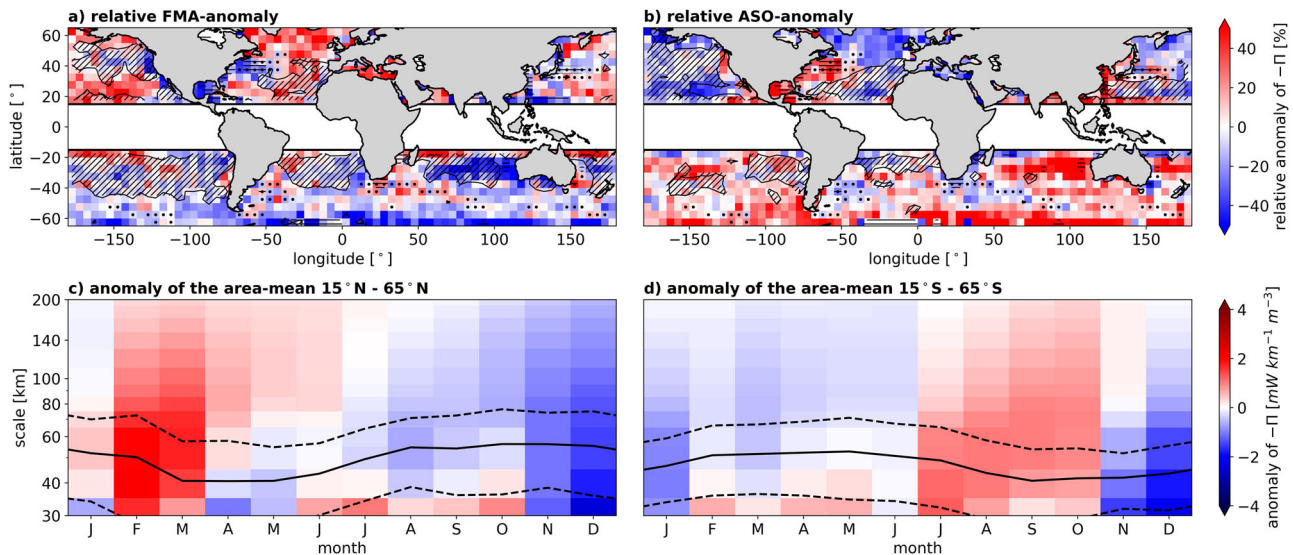 a) relative FMA-anomaly
b) relative ASO-anomaly
latitude [°]
60
40
20
0
−20
−40
−60
−150 −100 −50 0 50 100 150
longitude [°]
−150 −100 −50 0 50 100 150
longitude [°]
40
20
0
−20
−40
relative anomaly of −Π [%]
c) anomaly of the area-mean 15°N - 65°N
d) anomaly of the area-mean 15°S - 65°S
scale [km]
200
140
100
80
60
40
30
J F M A M J J A S O N D
month
J F M A M J J A S O N D
month
4
2
0
−2
−4
anomaly of −Π [mW km⁻¹ m⁻³]